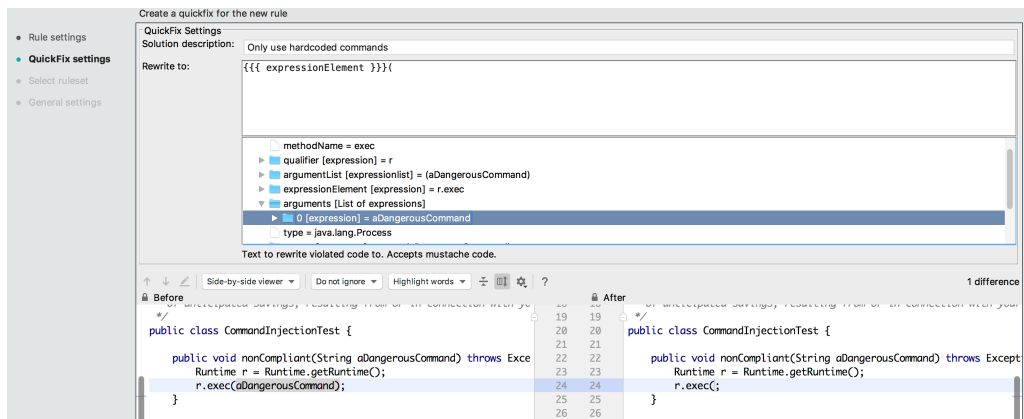 Create a quickfix for the new rule
Rule settings
QuickFix settings
Select ruleset
General settings
QuickFix Settings
Solution description: Only use hardcoded commands
Rewrite to: {{{ expressionElement }}}(
methodName = exec
qualifier [expression] = r
argumentList [expressionlist] = (aDangerousCommand)
expressionElement [expression] = r.exec
arguments [List of expressions]
0 [expression] = aDangerousCommand
type = java.lang.Process
Text to rewrite violated code to. Accepts mustache code.
Side-by-side viewer Do not ignore Highlight words ? 1 difference
Before After
*/ 19 19 */
public class CommandInjectionTest { 20 20 public class CommandInjectionTest {
21 21
public void nonCompliant(String aDangerousCommand) throws Exce 22 22 public void nonCompliant(String aDangerousCommand) throws Except
Runtime r = Runtime.getRuntime(); 23 23 Runtime r = Runtime.getRuntime();
r.exec(aDangerousCommand); 24 24 r.exec(;
} 25 25 }
26 26